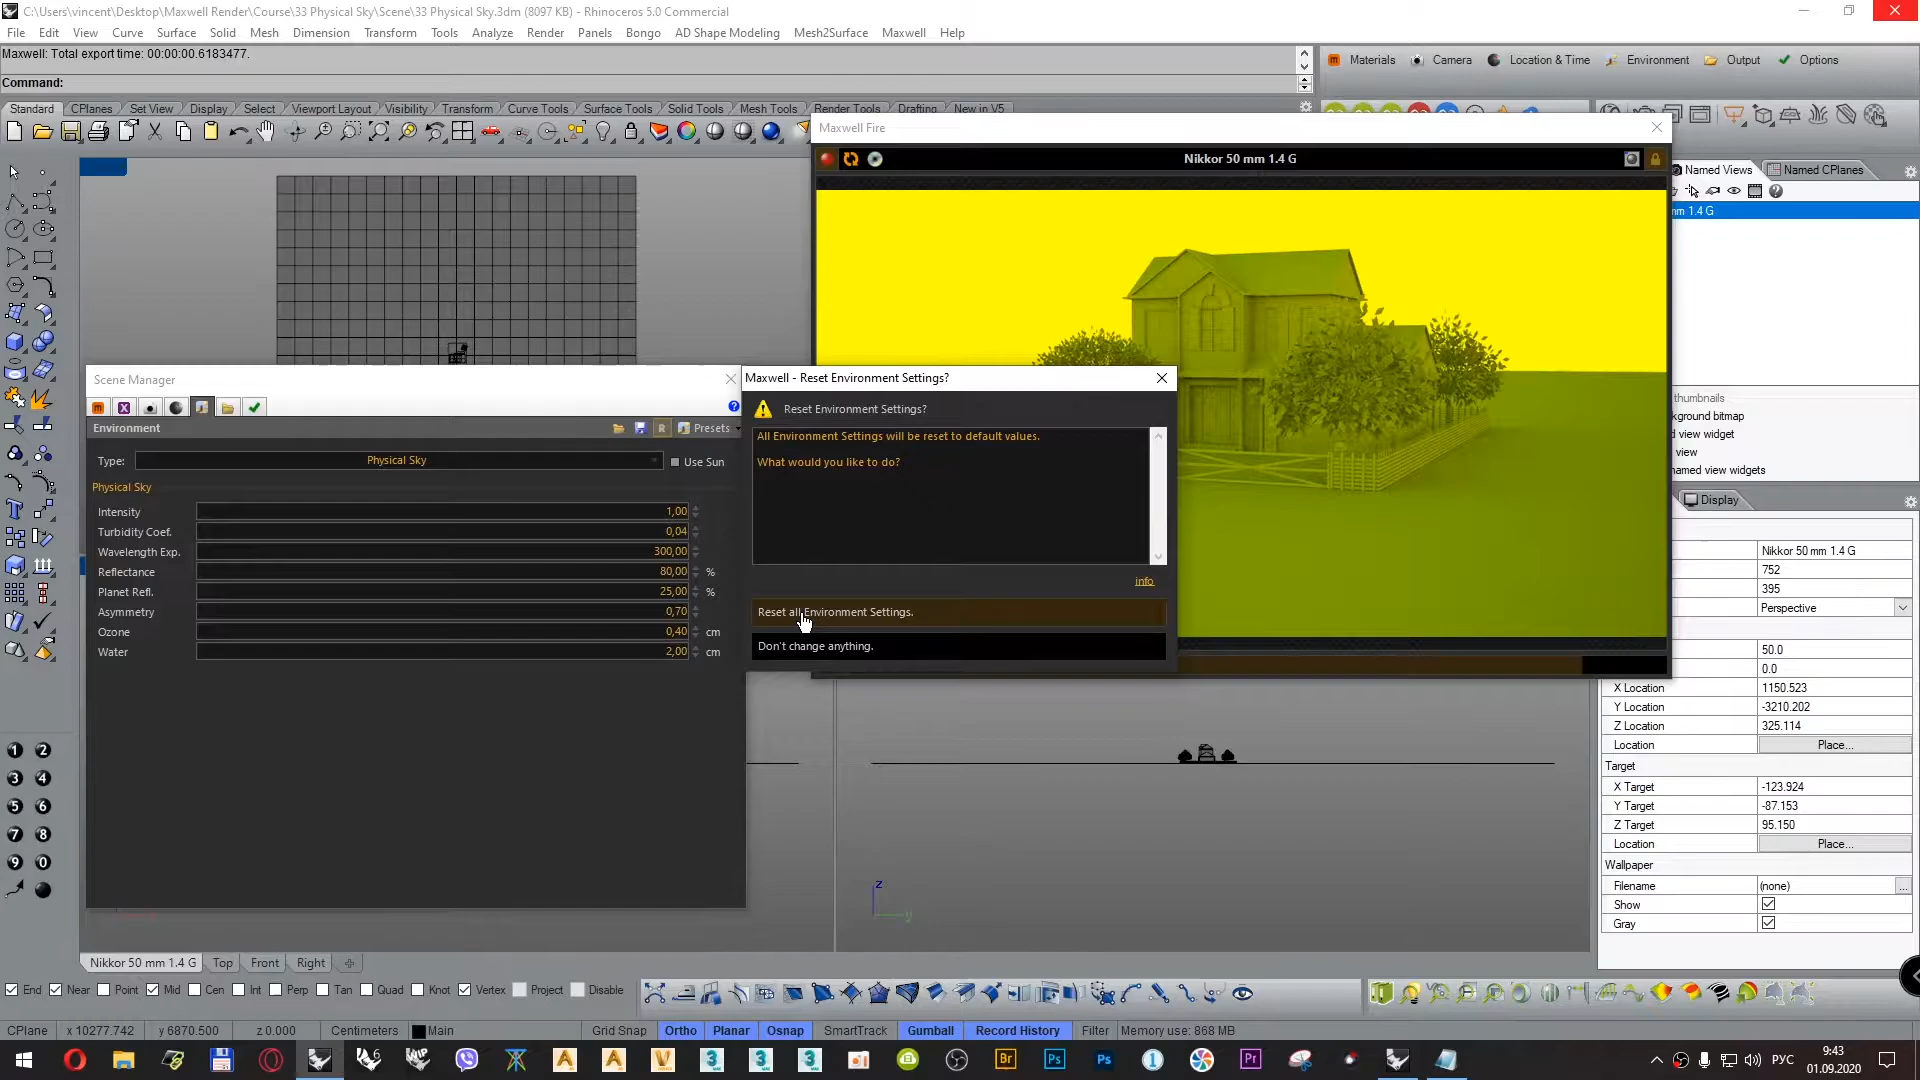 C:\Users\vincent\Desktop\Maxwell Render\Course\33 Physical Sky\Scene\33 Physical Sky.3dm (8097 KB) - Rhinoceros 5.0 Commercial
File Edit View Curve Surface Solid Mesh Dimension Transform Tools Analyze Render Panels Bongo AD Shape Modeling Mesh2Surface Maxwell Help
Maxwell: Total export time: 00:00:00.6183477.
Command:
Materials Camera Location & Time Environment Output Options
Standard CPlanes Set View Display Select Viewport Layout Visibility Transform Curve Tools Surface Tools Solid Tools Mesh Tools Render Tools Drafting New in V5
Maxwell Fire
Nikkor 50 mm 1.4 G
Named Views Named CPlanes
mm 1.4 G
thumbnails
kground bitmap
d view widget
view
named view widgets
Display
Nikkor 50 mm 1.4 G
752
395
Perspective
50.0
0.0
X Location 1150.523
Y Location -3210.202
Z Location 325.114
Location Place...
Target
X Target -123.924
Y Target -87.153
Z Target 95.150
Location Place...
Wallpaper
Filename (none) ...
Show
Gray
Scene Manager
Environment
R Presets
Type: Physical Sky Use Sun
Physical Sky
Intensity 1,00
Turbidity Coef. 0,04
Wavelength Exp. 300,00
Reflectance 80,00 %
Planet Refl. 25,00 %
Asymmetry 0,70
Ozone 0,40 cm
Water 2,00 cm
Maxwell - Reset Environment Settings?
Reset Environment Settings?
All Environment Settings will be reset to default values.
What would you like to do?
info
Reset all Environment Settings.
Don't change anything.
1 2
3 4
5 6
7 8
9 0
z
y
Nikkor 50 mm 1.4 G Top Front Right
End Near Point Mid Cen Int Perp Tan Quad Knot Vertex Project Disable
CPlane x 10277.742 y 6870.500 z 0.000 Centimeters Main Grid Snap Ortho Planar Osnap SmartTrack Gumball Record History Filter Memory use: 868 MB
РУС
9:43
01.09.2020